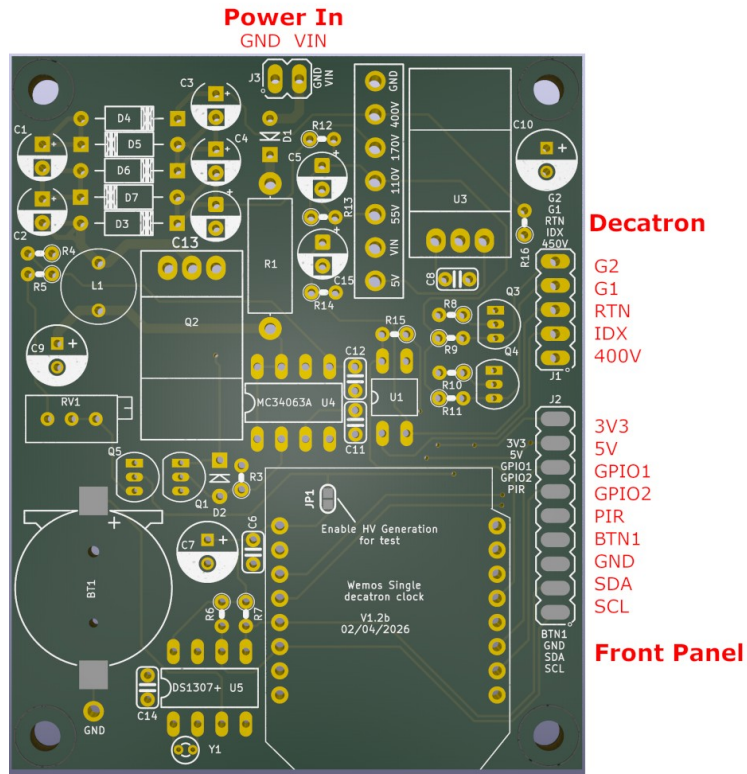 Power In
GND VIN
J3
GND
VIN
C3
D4
C1
D5
C4
D6
D7
C2
D3
R4
R5
C13
D1
R12
C5
R13
C15
R14
R1
GND
400V
170V
110V
55V
VIN
5V
U3
C10
G2
G1
RTN
IDX
450V
R16
C8
Decatron
G2
G1
RTN
IDX
400V
J1
L1
Q2
C9
RV1
R15
R8
R9
Q3
Q4
R10
R11
C12
MC34063A U4
C11
U1
J2
3V3
5V
GPIO1
GPIO2
PIR
3V3
5V
GPIO1
GPIO2
PIR
BTN1
GND
SDA
SCL
Q5
Q1
D2
R3
JP1
Enable HV Generation
for test
C7
C6
BT1
Wemos Single
decatron clock
V1.2b
02/04/2026
R6
R7
BTN1
GND
SDA
SCL
Front Panel
DS1307+ U5
C14
GND
Y1